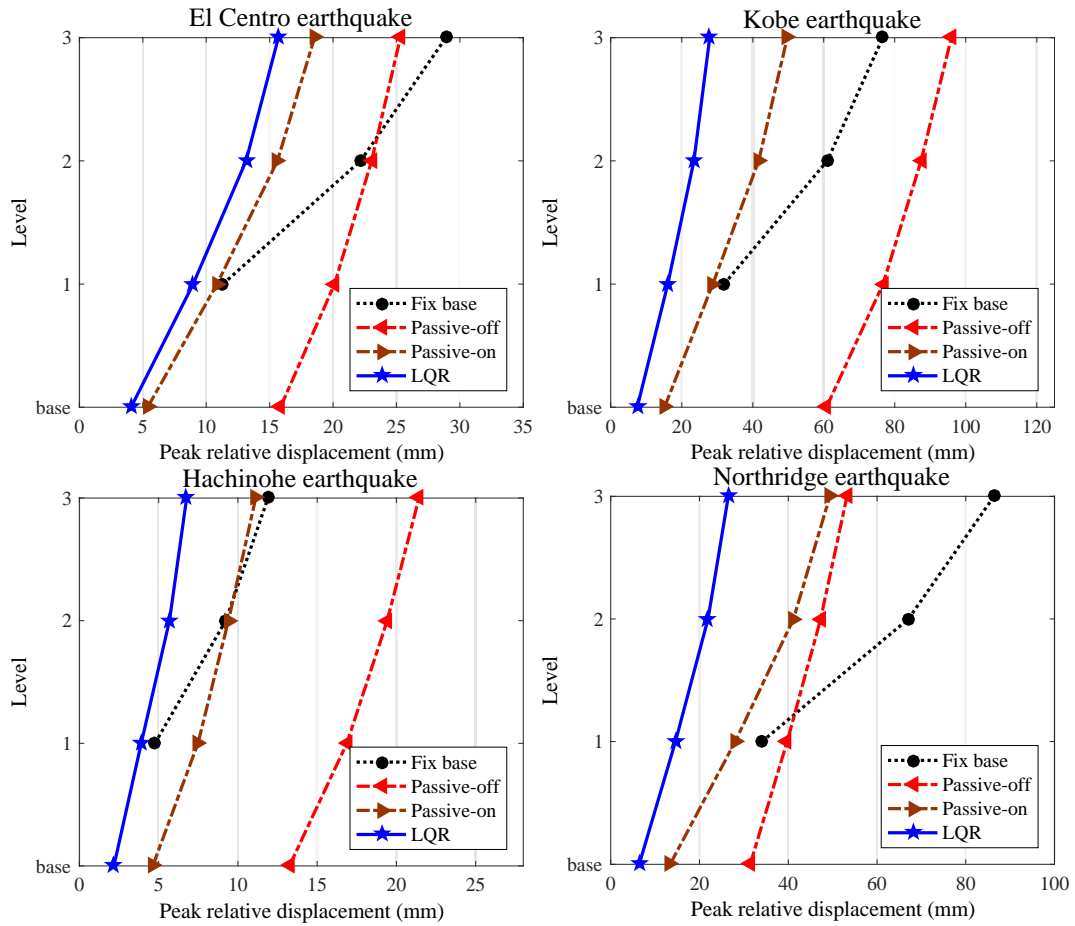 El Centro earthquake
3
2
1
base
Level
0 5 10 15 20 25 30 35
Peak relative displacement (mm)
Fix base
Passive-off
Passive-on
LQR
Kobe earthquake
3
2
1
base
Level
0 20 40 60 80 100 120
Peak relative displacement (mm)
Fix base
Passive-off
Passive-on
LQR
Hachinohe earthquake
3
2
1
base
Level
0 5 10 15 20 25
Peak relative displacement (mm)
Fix base
Passive-off
Passive-on
LQR
Northridge earthquake
3
2
1
base
Level
0 20 40 60 80 100
Peak relative displacement (mm)
Fix base
Passive-off
Passive-on
LQR